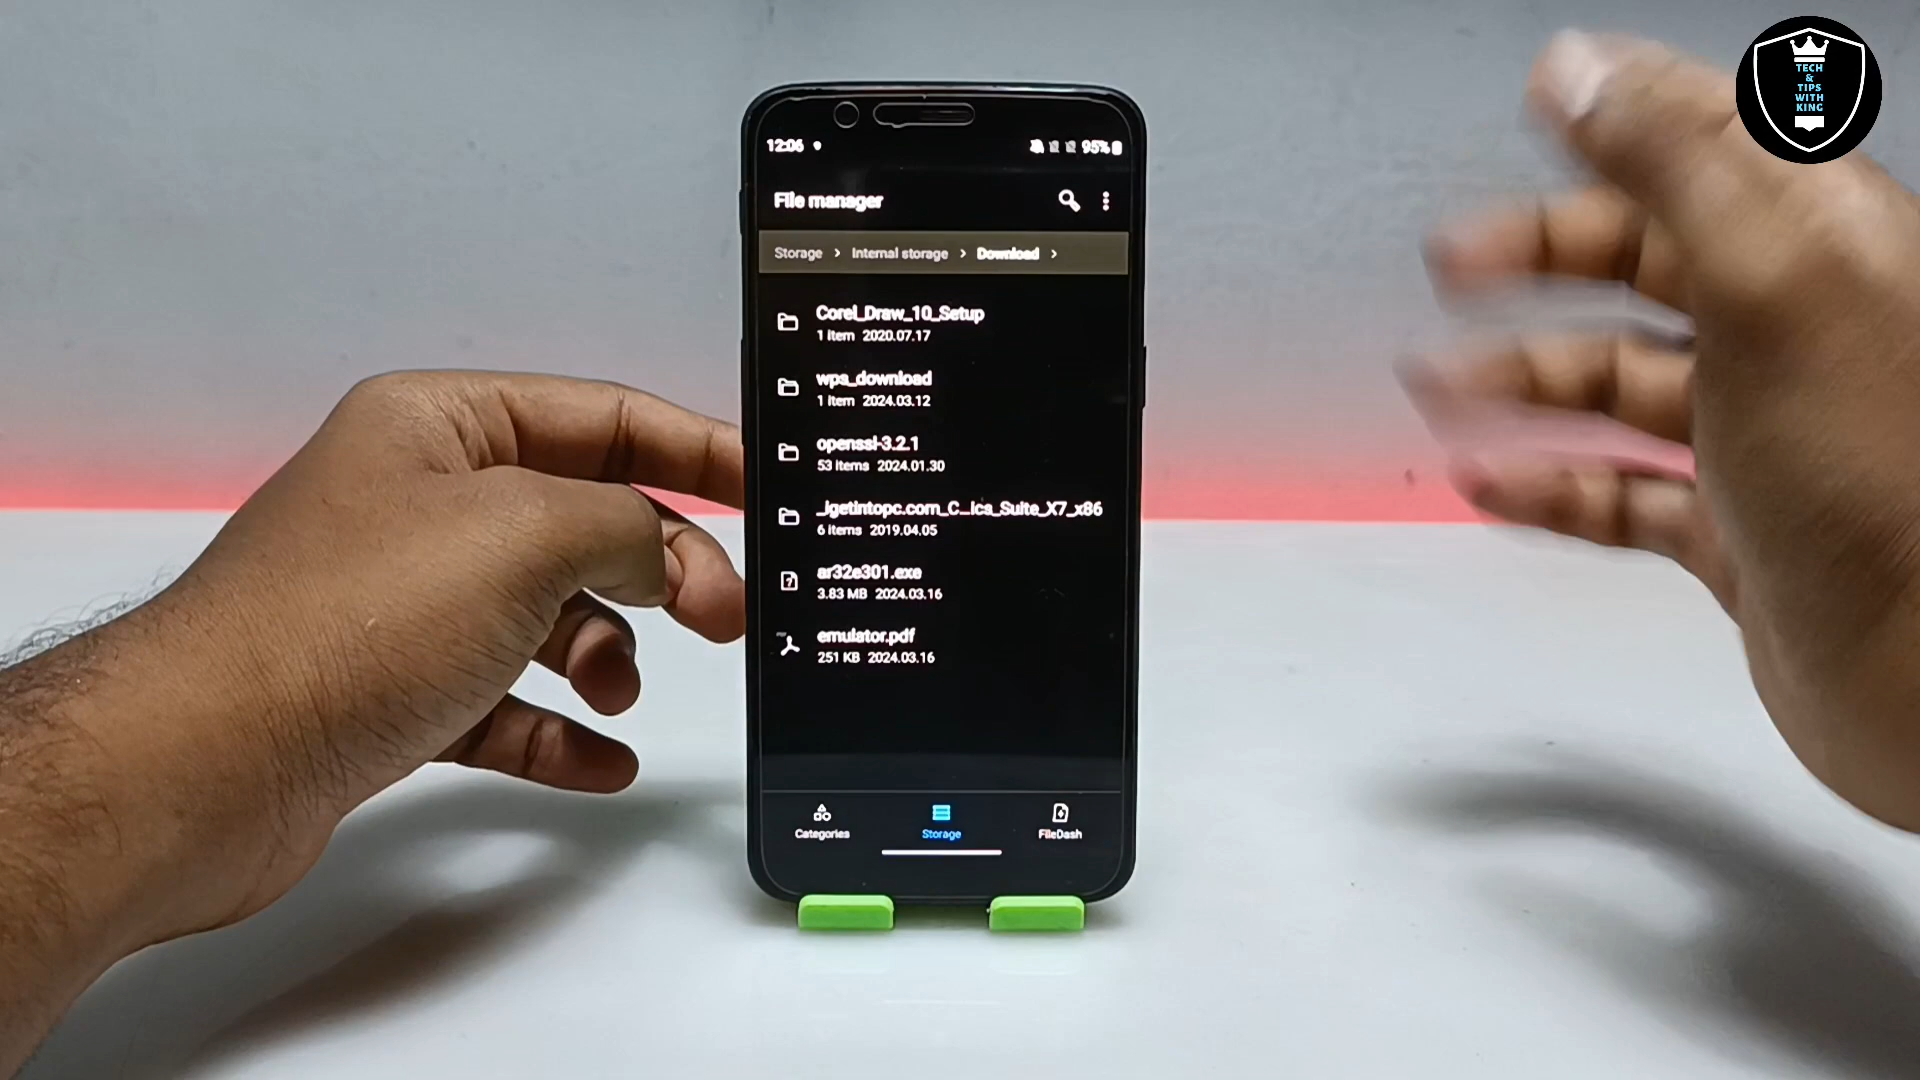 TECH
&
TIPS
WITH
KING
12:06
95%
File manager
Storage > Internal storage > Download >
Corel_Draw_10_Setup
1 item 2020.07.17
wps_download
1 item 2024.03.12
openssl-3.2.1
53 items 2024.01.30
_igetintopc.com_C...ics_Suite_X7_x86
6 items 2019.04.05
ar32e301.exe
3.83 MB 2024.03.16
emulator.pdf
251 KB 2024.03.16
Categories
Storage
FileDash